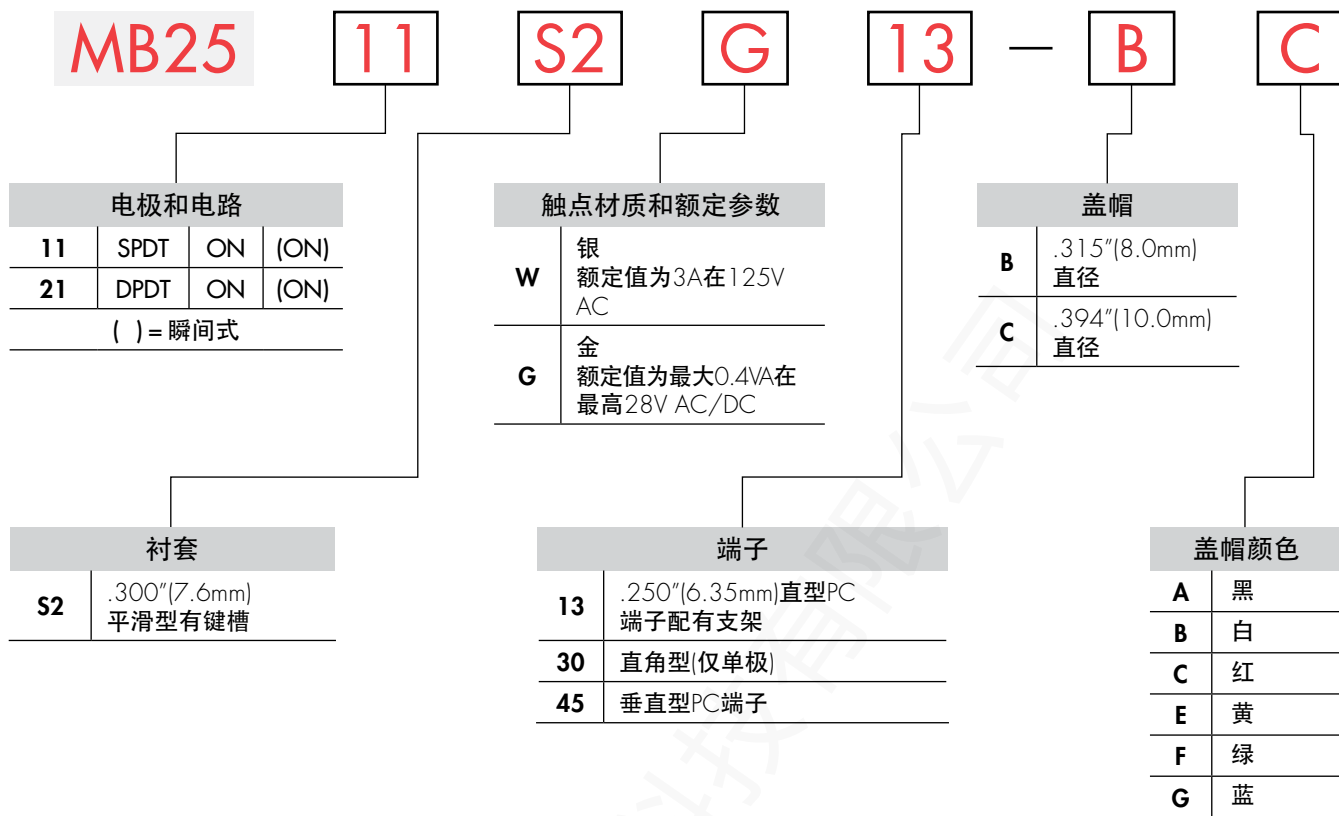 MB25 11 S2 G 13 — B C
电极和电路
11 SPDT ON (ON)
21 DPDT ON (ON)
( ) = 瞬间式
触点材质和额定参数
W 银
额定值为3A在125V
AC
G 金
额定值为最大0.4VA在
最高28V AC/DC
盖帽
B .315"(8.0mm)
直径
C .394"(10.0mm)
直径
衬套
S2 .300"(7.6mm)
平滑型有键槽
端子
13 .250"(6.35mm)直型PC
端子配有支架
30 直角型(仅单极)
45 垂直型PC端子
盖帽颜色
A 黑
B 白
C 红
E 黄
F 绿
G 蓝
科技有限公司